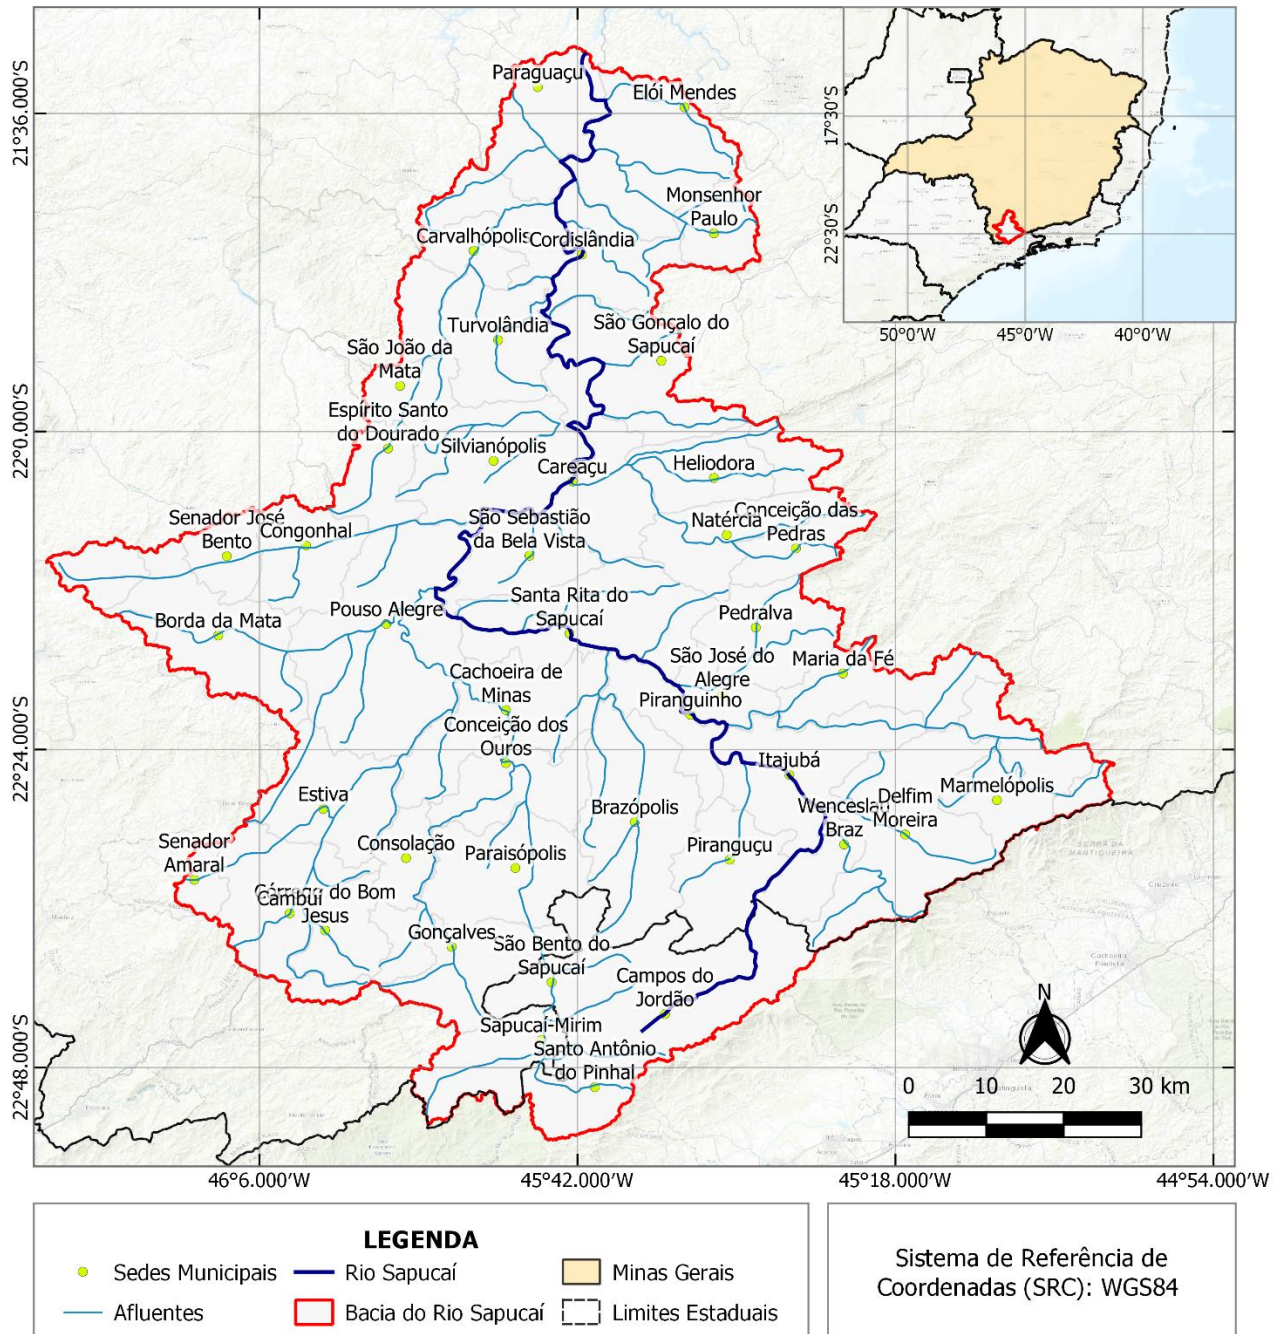 Paraguaçu
Elói Mendes
21°36.000'S
Monsenhor
Paulo
Carvalhópolis
Cordislândia
Turvolândia
São Gonçalo do
Sapucaí
São João da
Mata
Espírito Santo
do Dourado
22°0.000'S
Silvianópolis
Careaçu
Heliodora
Senador José
Bento
Congonhal
São Sebastião
da Bela Vista
Natércia
Conceição das
Pedras
Borda da Mata
Pouso Alegre
Santa Rita do
Sapucaí
Pedralva
São José do
Alegre
Maria da Fé
Cachoeira de
Minas
Piranguinho
Conceição dos
Ouros
22°24.000'S
Itajubá
Estiva
Brazópolis
Wenceslau
Braz
Delfim
Moreira
Marmelópolis
Senador
Amaral
Consolação
Paraisópolis
Piranguçu
Córrego do Bom
Jesus
Cambuí
Gonçalves
São Bento do
Sapucaí
Campos do
Jordão
Sapucaí-Mirim
Santo Antônio
do Pinhal
22°48.000'S
17°30'S
22°30'S
50°0'W
45°0'W
40°0'W
SERRA DA
MANTIQUEIRA
N
0 10 20 30 km
46°6.000'W
45°42.000'W
45°18.000'W
44°54.000'W
LEGENDA
Sedes Municipais
Rio Sapucaí
Minas Gerais
Afluentes
Bacia do Rio Sapucaí
Limites Estaduais
Sistema de Referência de
Coordenadas (SRC): WGS84